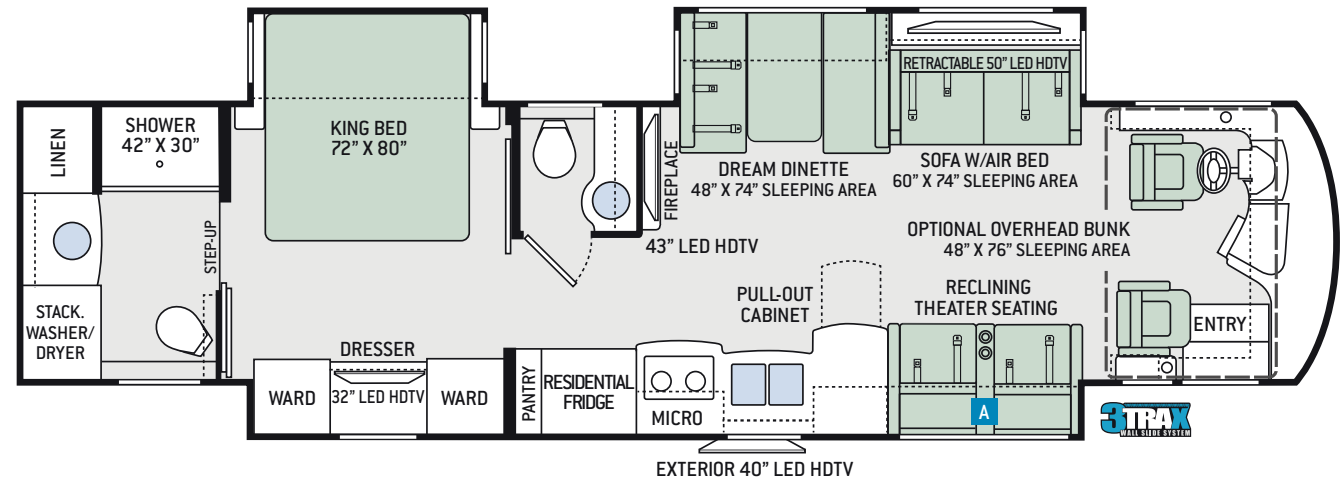 LINEN
SHOWER
42" X 30"
KING BED
72" X 80"
FIREPLACE
RETRACTABLE 50" LED HDTV
DREAM DINETTE
48" X 74" SLEEPING AREA
SOFA W/AIR BED
60" X 74" SLEEPING AREA
STEP-UP
43" LED HDTV
OPTIONAL OVERHEAD BUNK
48" X 76" SLEEPING AREA
PULL-OUT
CABINET
RECLINING
THEATER SEATING
ENTRY
STACK.
WASHER/
DRYER
DRESSER
WARD
32" LED HDTV
WARD
PANTRY
RESIDENTIAL
FRIDGE
MICRO
A
3TRAX
WALL SLIDE SYSTEM
EXTERIOR 40" LED HDTV